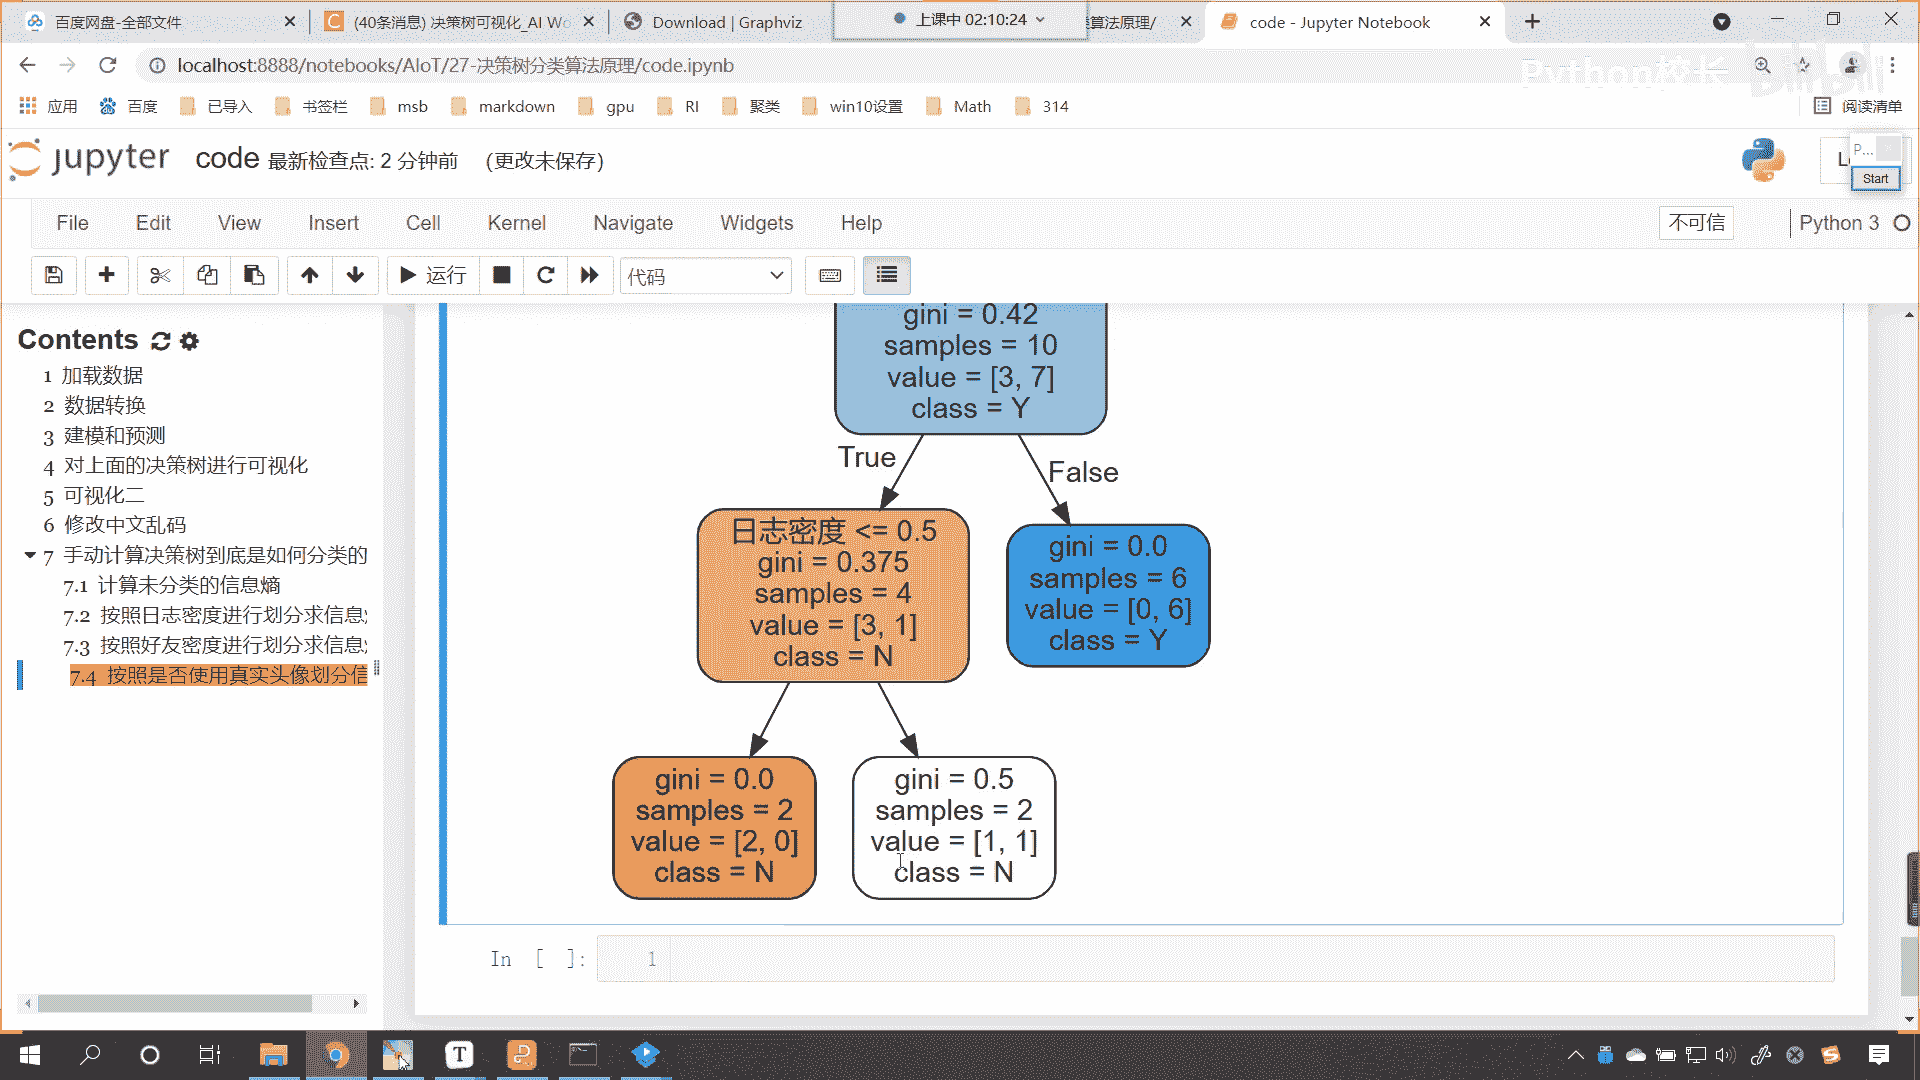 百度网盘-全部文件
(40条消息) 决策树可视化_AI Wo
Download | Graphviz
上课中 02:10:24
算法原理/
code - Jupyter Notebook
localhost:8888/notebooks/AIoT/27-决策树分类算法原理/code.ipynb
Python校长
bilibili
应用
百度
已导入
书签栏
msb
markdown
gpu
RI
聚类
win10设置
Math
314
阅读清单
jupyter
code 最新检查点: 2 分钟前 (更改未保存)
P...
Start
File
Edit
View
Insert
Cell
Kernel
Navigate
Widgets
Help
不可信
Python 3
运行
代码
Contents
1 加载数据
2 数据转换
3 建模和预测
4 对上面的决策树进行可视化
5 可视化二
6 修改中文乱码
7 手动计算决策树到底是如何分类的
7.1 计算未分类的信息熵
7.2 按照日志密度进行划分求信息
7.3 按照好友密度进行划分求信息
7.4 按照是否使用真实头像划分信
gini = 0.42
samples = 10
value = [3, 7]
class = Y
True
False
日志密度 <= 0.5
gini = 0.375
samples = 4
value = [3, 1]
class = N
gini = 0.0
samples = 6
value = [0, 6]
class = Y
gini = 0.0
samples = 2
value = [2, 0]
class = N
gini = 0.5
samples = 2
value = [1, 1]
class = N
In [ ]:
1